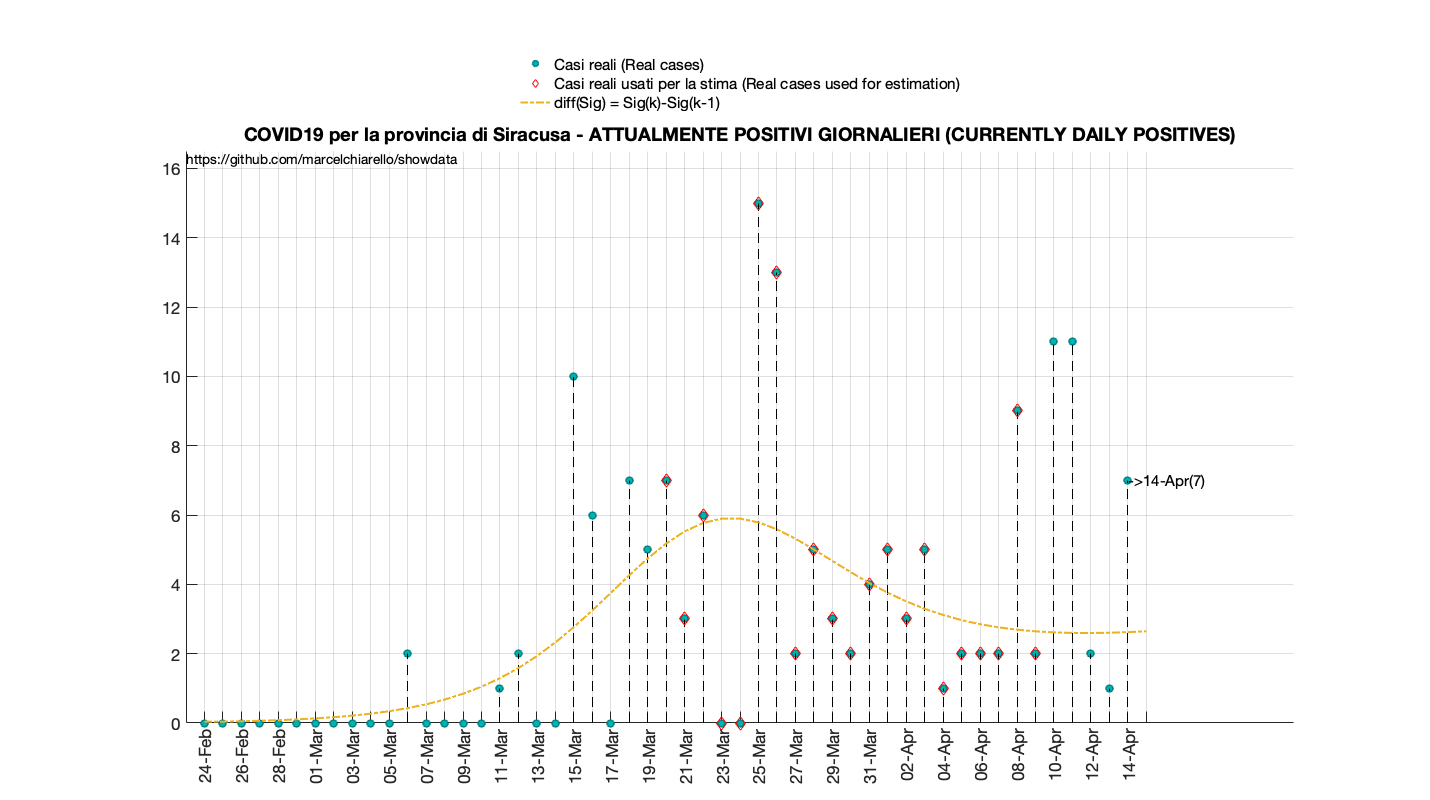 Casi reali (Real cases)
Casi reali usati per la stima (Real cases used for estimation)
diff(Sig) = Sig(k)-Sig(k-1)
COVID19 per la provincia di Siracusa - ATTUALMENTE POSITIVI GIORNALIERI (CURRENTLY DAILY POSITIVES)
https://github.com/marcelchiarello/showdata
16
14
12
10
8
6
4
2
0
->14-Apr(7)
24-Feb
26-Feb
28-Feb
01-Mar
03-Mar
05-Mar
07-Mar
09-Mar
11-Mar
13-Mar
15-Mar
17-Mar
19-Mar
21-Mar
23-Mar
25-Mar
27-Mar
29-Mar
31-Mar
02-Apr
04-Apr
06-Apr
08-Apr
10-Apr
12-Apr
14-Apr